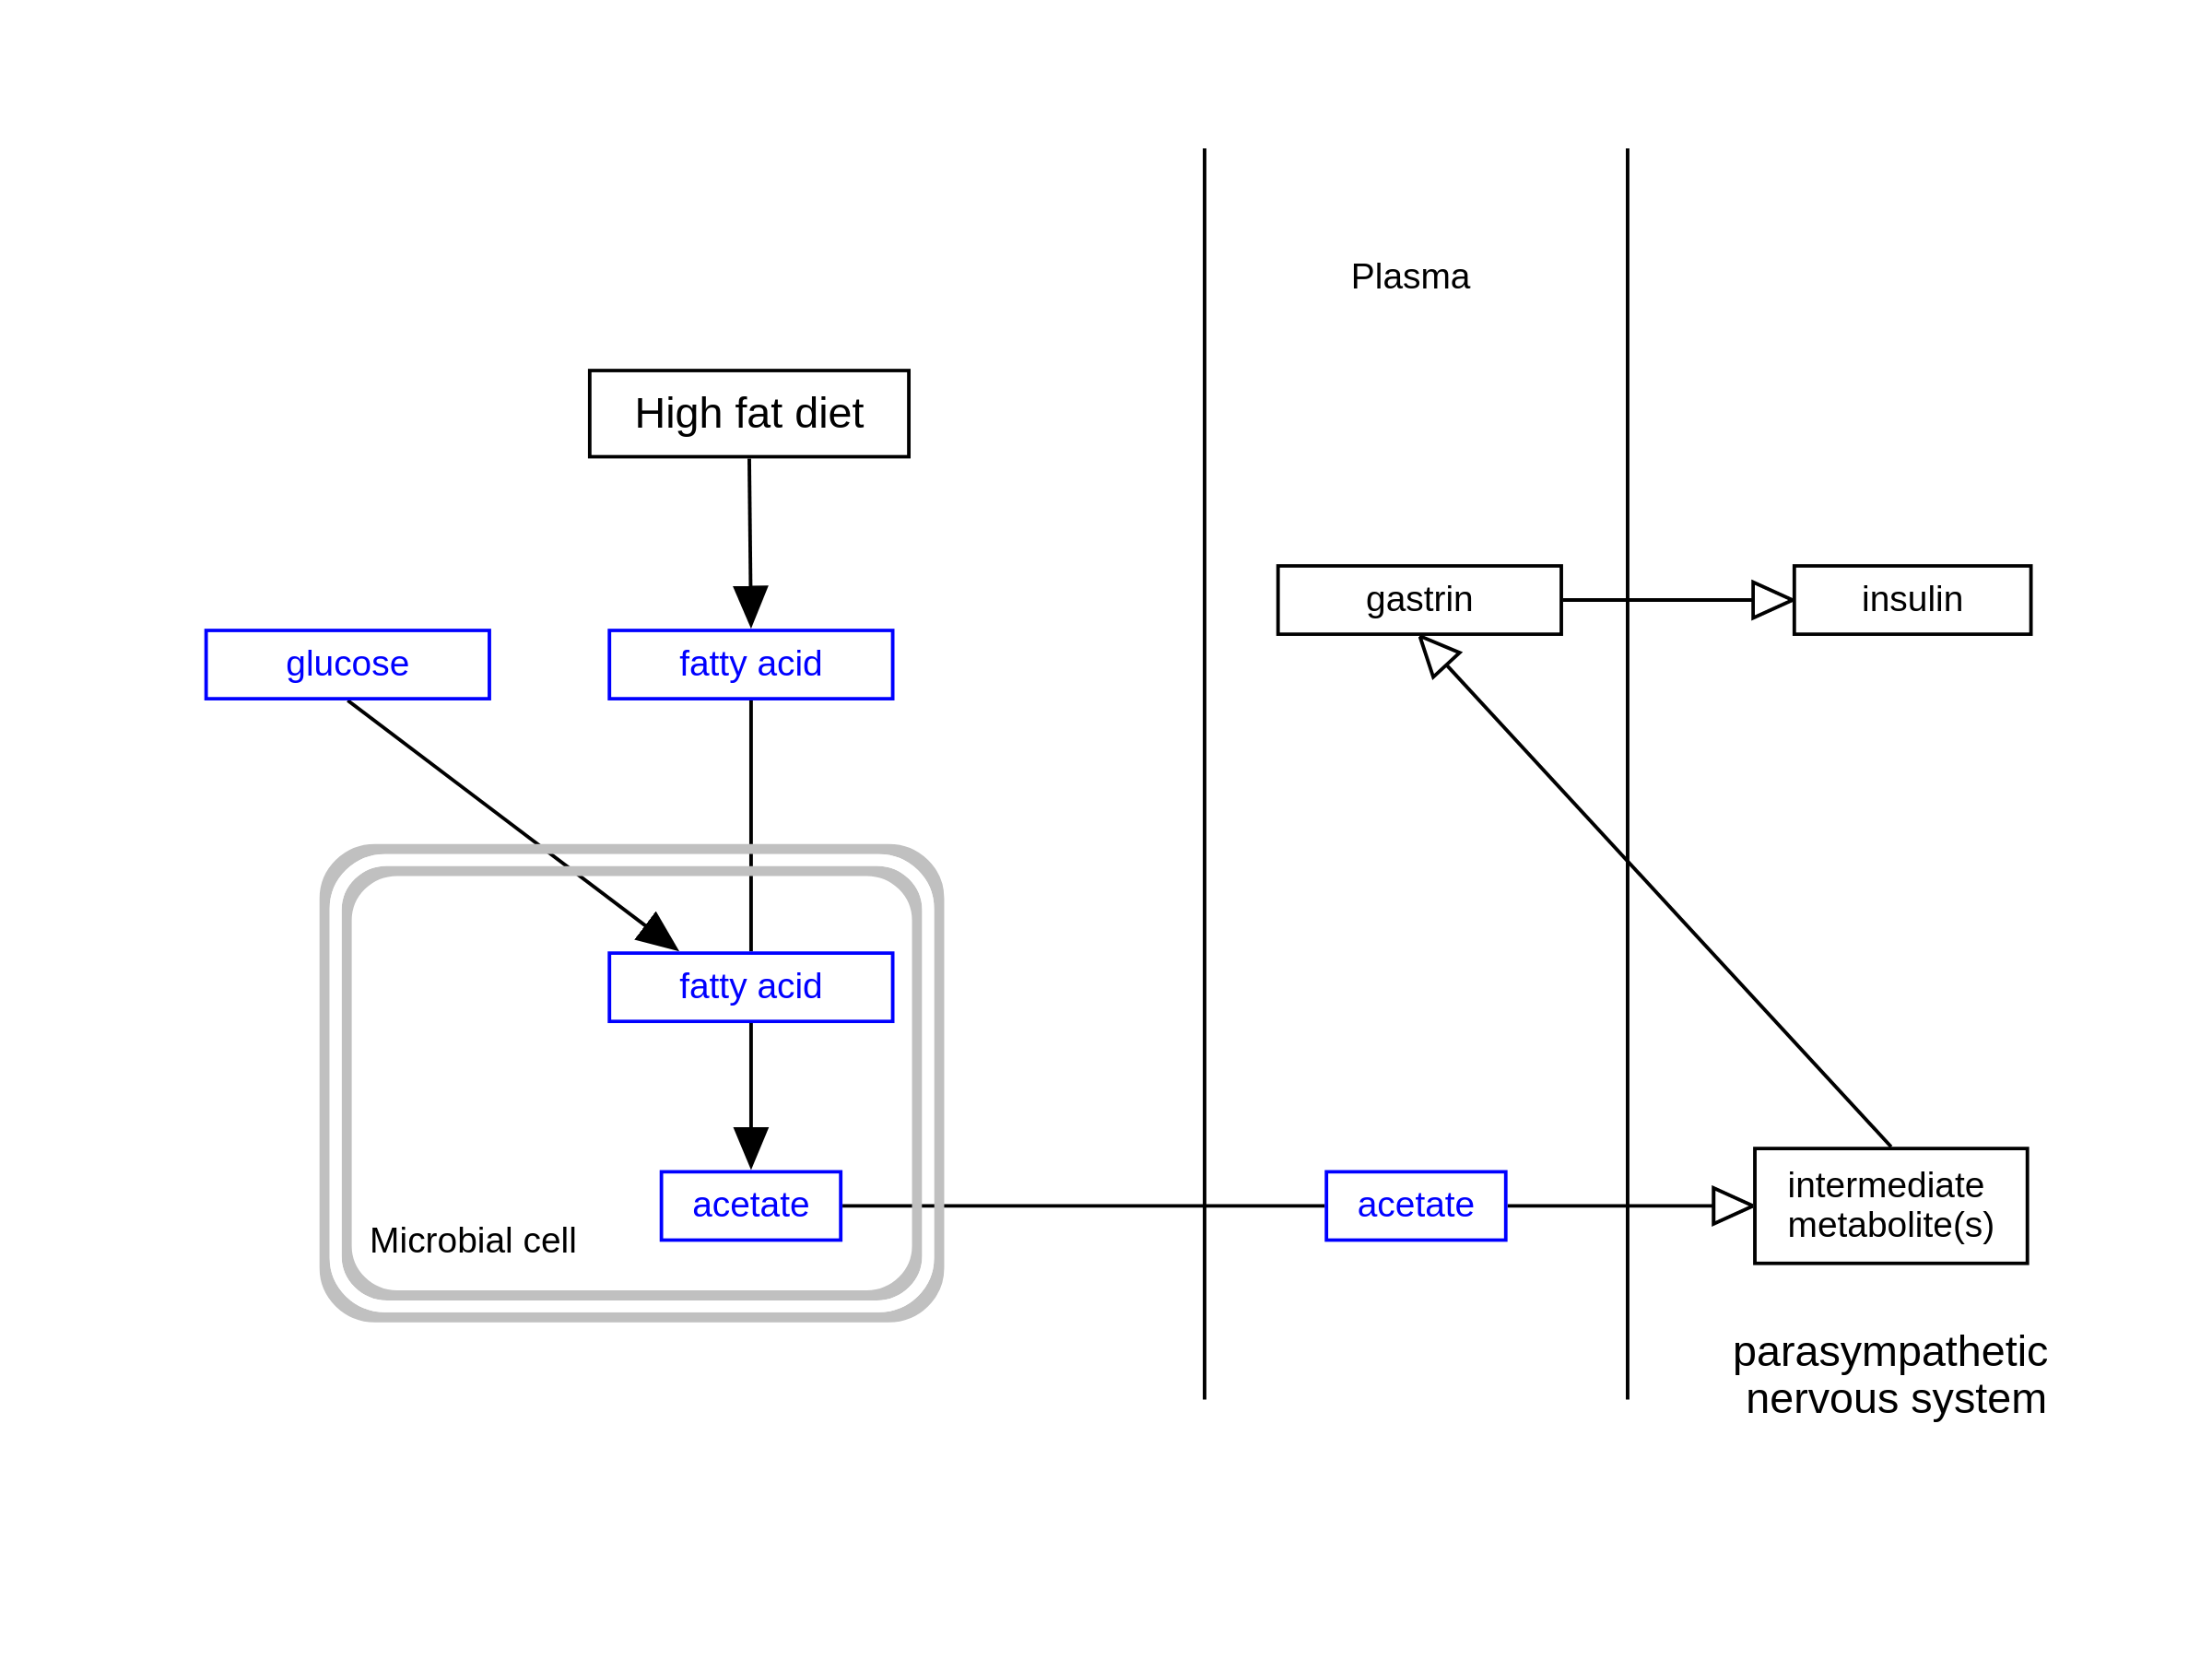 Plasma
High fat diet
gastrin
insulin
glucose
fatty acid
fatty acid
acetate
acetate
intermediate
metabolite(s)
Microbial cell
parasympathetic
nervous system